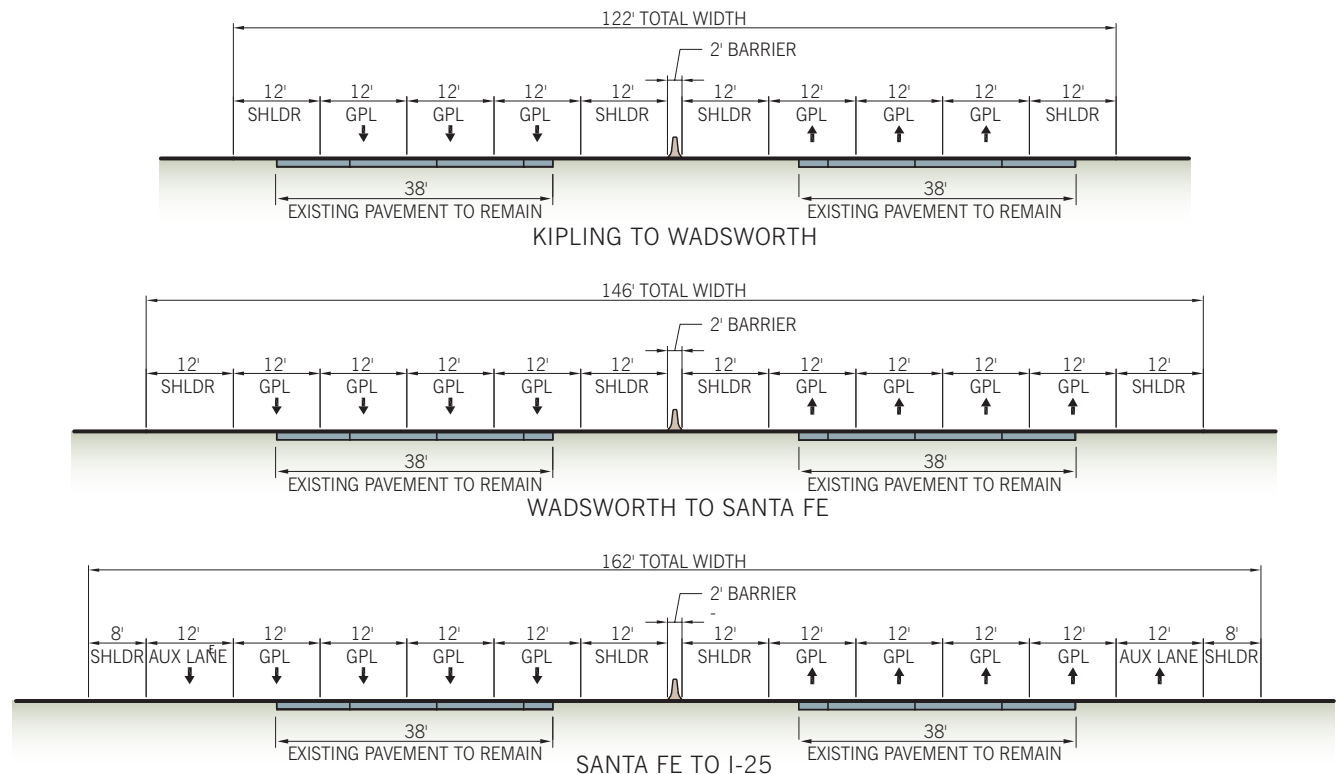 122' TOTAL WIDTH
2' BARRIER
12' 12' 12' 12' 12' 12' 12' 12' 12' 12'
SHLDR GPL GPL GPL SHLDR SHLDR GPL GPL GPL SHLDR
38' 38'
EXISTING PAVEMENT TO REMAIN EXISTING PAVEMENT TO REMAIN
KIPLING TO WADSWORTH
146' TOTAL WIDTH
2' BARRIER
12' 12' 12' 12' 12' 12' 12' 12' 12' 12' 12' 12'
SHLDR GPL GPL GPL GPL SHLDR SHLDR GPL GPL GPL GPL SHLDR
38' 38'
EXISTING PAVEMENT TO REMAIN EXISTING PAVEMENT TO REMAIN
WADSWORTH TO SANTA FE
162' TOTAL WIDTH
2' BARRIER
-
8' 12' 12' 12' 12' 12' 12' 12' 12' 12' 12' 12' 12' 8'
SHLDR AUX LANE E GPL GPL GPL GPL SHLDR SHLDR GPL GPL GPL GPL AUX LANE SHLDR
38' 38'
EXISTING PAVEMENT TO REMAIN EXISTING PAVEMENT TO REMAIN
SANTA FE TO I-25